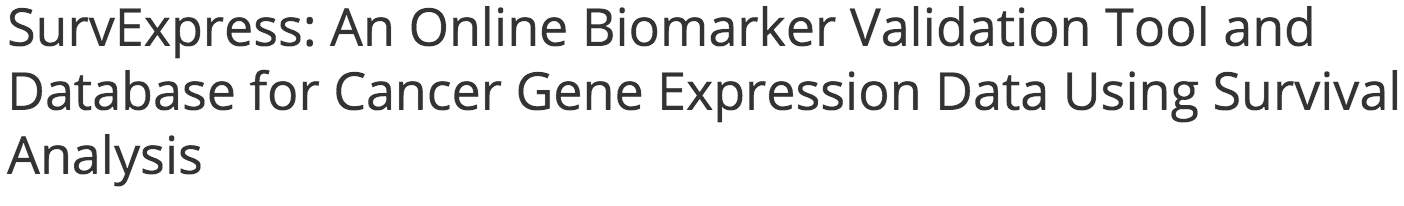 SurvExpress: An Online Biomarker Validation Tool and
Database for Cancer Gene Expression Data Using Survival
Analysis